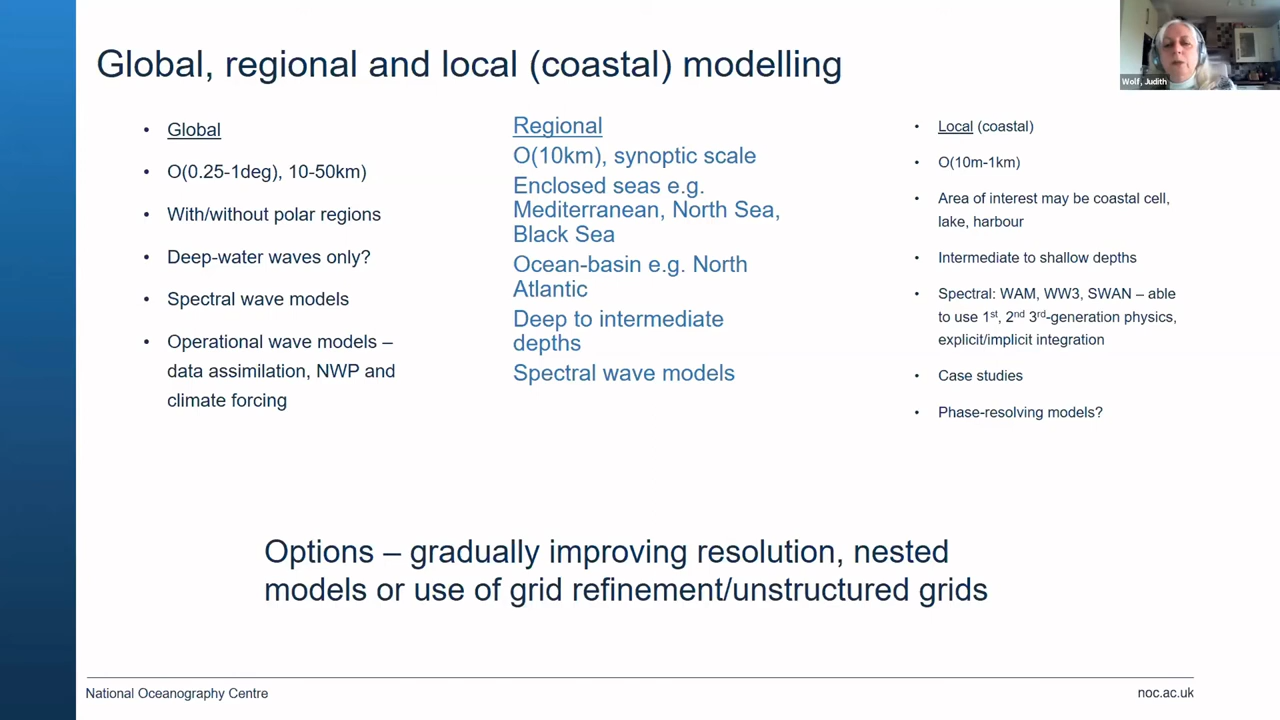 Global, regional and local (coastal) modelling
Wolf, Judith
• Global
• O(0.25-1deg), 10-50km)
• With/without polar regions
• Deep-water waves only?
• Spectral wave models
• Operational wave models –
data assimilation, NWP and
climate forcing
Regional
O(10km), synoptic scale
Enclosed seas e.g.
Mediterranean, North Sea,
Black Sea
Ocean-basin e.g. North
Atlantic
Deep to intermediate
depths
Spectral wave models
• Local (coastal)
• O(10m-1km)
• Area of interest may be coastal cell,
lake, harbour
• Intermediate to shallow depths
• Spectral: WAM, WW3, SWAN – able
to use 1st, 2nd 3rd-generation physics,
explicit/implicit integration
• Case studies
• Phase-resolving models?
Options – gradually improving resolution, nested
models or use of grid refinement/unstructured grids
National Oceanography Centre
noc.ac.uk